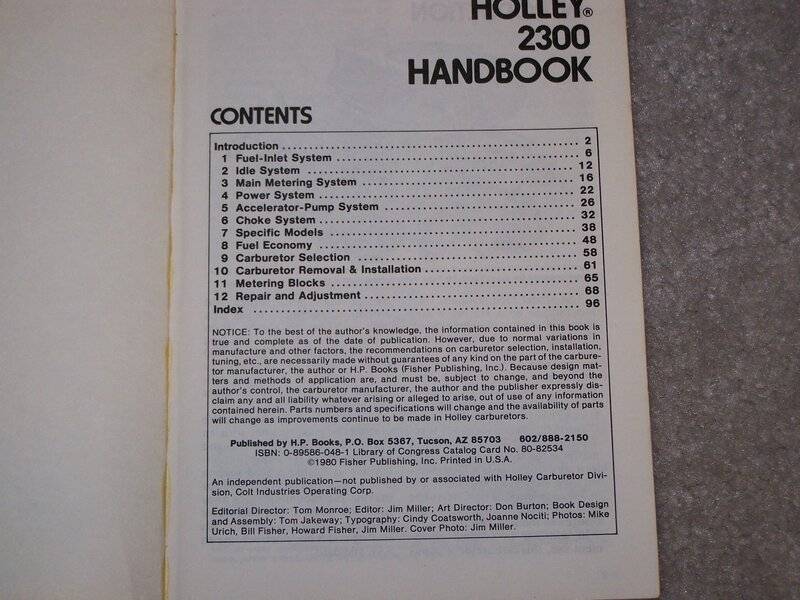 HOLLEY®
2300
HANDBOOK
CONTENTS
Introduction ........ 2
1 Fuel-Inlet System ........ 6
2 Idle System ........ 12
3 Main Metering System ........ 16
4 Power System ........ 22
5 Accelerator-Pump System ........ 26
6 Choke System ........ 32
7 Specific Models ........ 38
8 Fuel Economy ........ 48
9 Carburetor Selection ........ 58
10 Carburetor Removal & Installation ........ 61
11 Metering Blocks ........ 65
12 Repair and Adjustment ........ 68
Index ........ 96
NOTICE: To the best of the author's knowledge, the information contained in this book is
true and complete as of the date of publication. However, due to normal variations in
manufacture and other factors, the recommendations on carburetor selection, installation,
tuning, etc., are necessarily made without guarantees of any kind on the part of the carbure-
tor manufacturer, the author or H.P. Books (Fisher Publishing, Inc.). Because design mat-
ters and methods of application are, and must be, subject to change, and beyond the
author's control, the carburetor manufacturer, the author and the publisher expressly dis-
claim any and all liability whatever arising or alleged to arise, out of use of any information
contained herein. Parts numbers and specifications will change and the availability of parts
will change as improvements continue to be made in Holley carburetors.
Published by H.P. Books, P.O. Box 5367, Tucson, AZ 85703 602/888-2150
ISBN: 0-89586-048-1 Library of Congress Catalog Card No. 80-82534
©1980 Fisher Publishing, Inc. Printed in U.S.A.
An independent publication—not published by or associated with Holley Carburetor Divi-
sion, Colt Industries Operating Corp.
Editorial Director: Tom Monroe; Editor: Jim Miller; Art Director: Don Burton; Book Design
and Assembly: Tom Jakeway; Typography: Cindy Coatsworth, Joanne Nociti; Photos: Mike
Urich, Bill Fisher, Howard Fisher, Jim Miller. Cover Photo: Jim Miller.